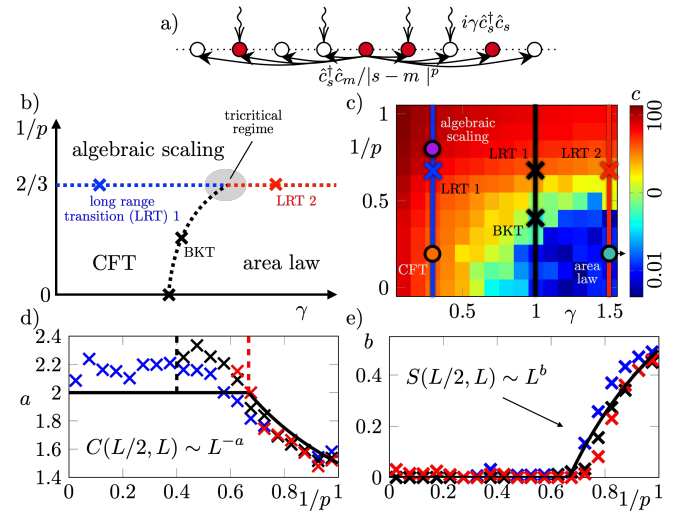 a)
iγĉ†ₛĉₛ
ĉ†ₛĉₘ/|s − m |ᵖ
b)
1/p
algebraic scaling
tricritical
regime
2/3
long range
transition (LRT) 1
LRT 2
BKT
CFT
area law
0
γ
c)
1/p
1
0.5
0
algebraic
scaling
LRT 1
LRT 2
LRT 1
BKT
CFT
area
law
0.5
1
γ
1.5
c
100
1
0
0.01
d)
2.4
2.2
a
2
1.8
1.6
1.4
C(L/2, L) ∼ L⁻ᵃ
0
0.2
0.4
0.6
0.8
1
1/p
e)
b
0.4
0.2
0
S(L/2, L) ∼ Lᵇ
0
0.2
0.4
0.6
0.8
1
1/p